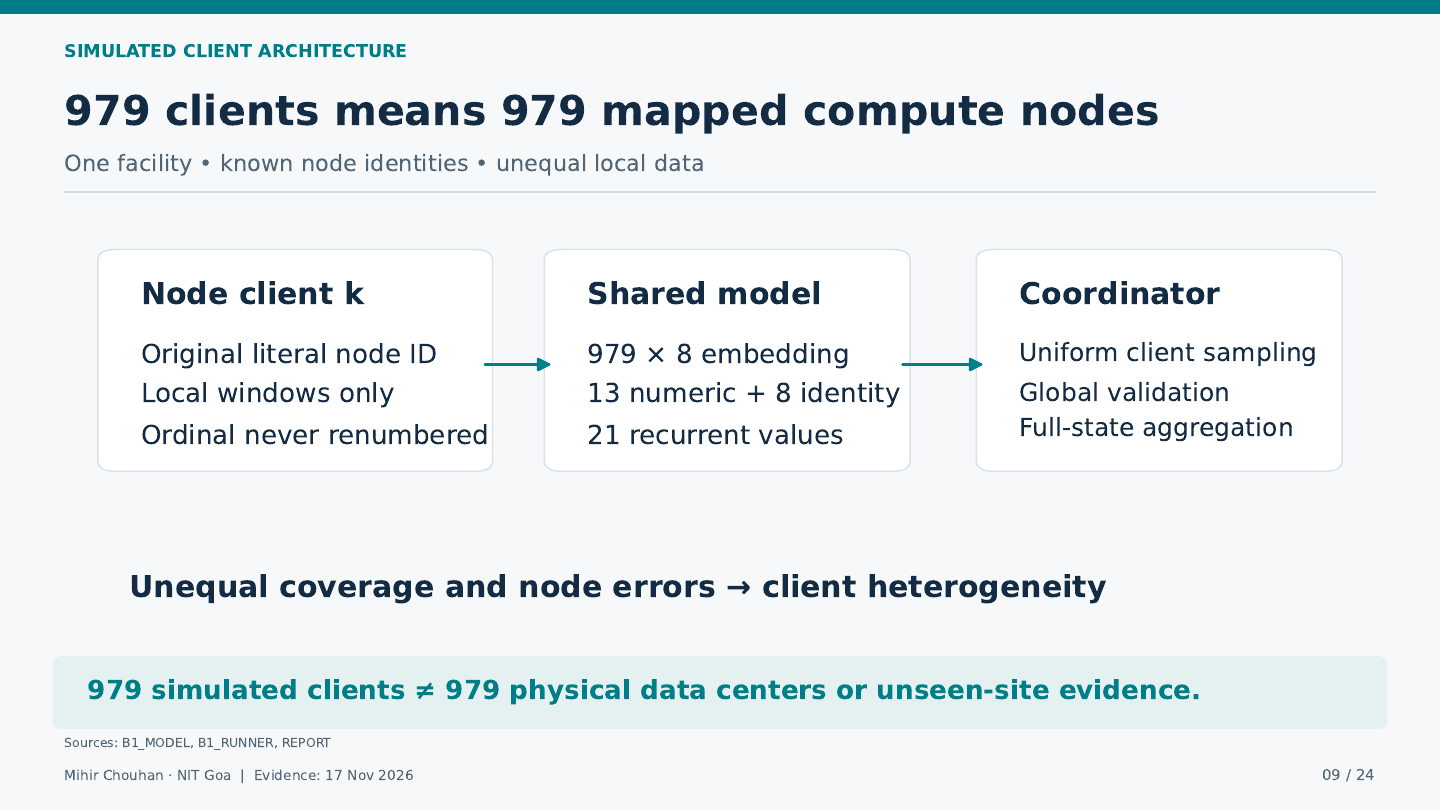 SIMULATED CLIENT ARCHITECTURE
979 clients means 979 mapped compute nodes
One facility • known node identities • unequal local data
Node client k
Original literal node ID
Local windows only
Ordinal never renumbered
Shared model
979 × 8 embedding
13 numeric + 8 identity
21 recurrent values
Coordinator
Uniform client sampling
Global validation
Full-state aggregation
Unequal coverage and node errors → client heterogeneity
979 simulated clients ≠ 979 physical data centers or unseen-site evidence.
Sources: B1_MODEL, B1_RUNNER, REPORT
Mihir Chouhan · NIT Goa | Evidence: 17 Nov 2026
09 / 24